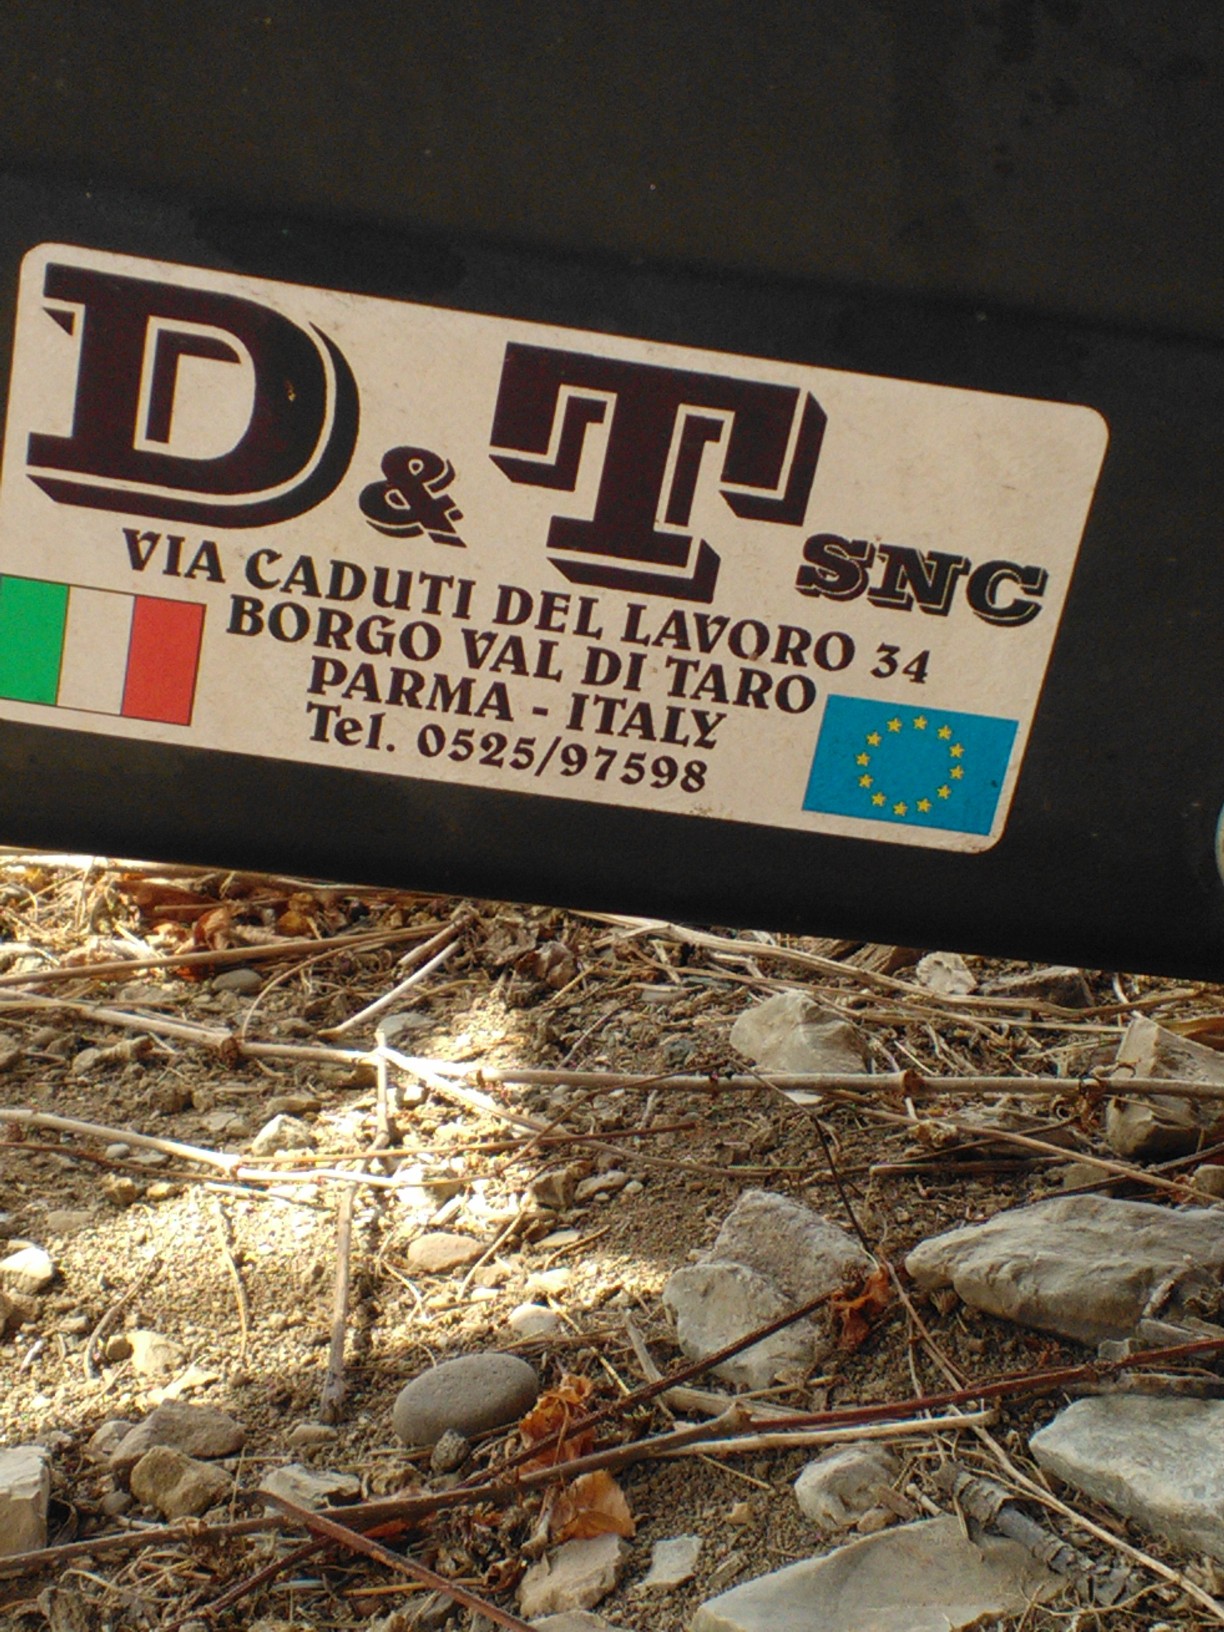 D & T SNC
VIA CADUTI DEL LAVORO 34
BORGO VAL DI TARO
PARMA - ITALY
Tel. 0525/97598